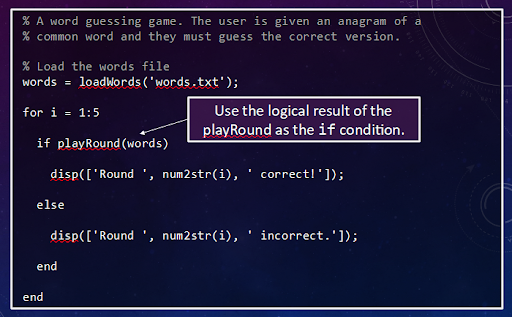 % A word guessing game. The user is given an anagram of a
% common word and they must guess the correct version.
% Load the words file
words = loadWords('words.txt');
for i = 1:5
Use the logical result of the
playRound as the if condition.
if playRound(words)
disp(['Round ', num2str(i), ' correct!']);
else
disp(['Round ', num2str(i), ' incorrect.']);
end
end